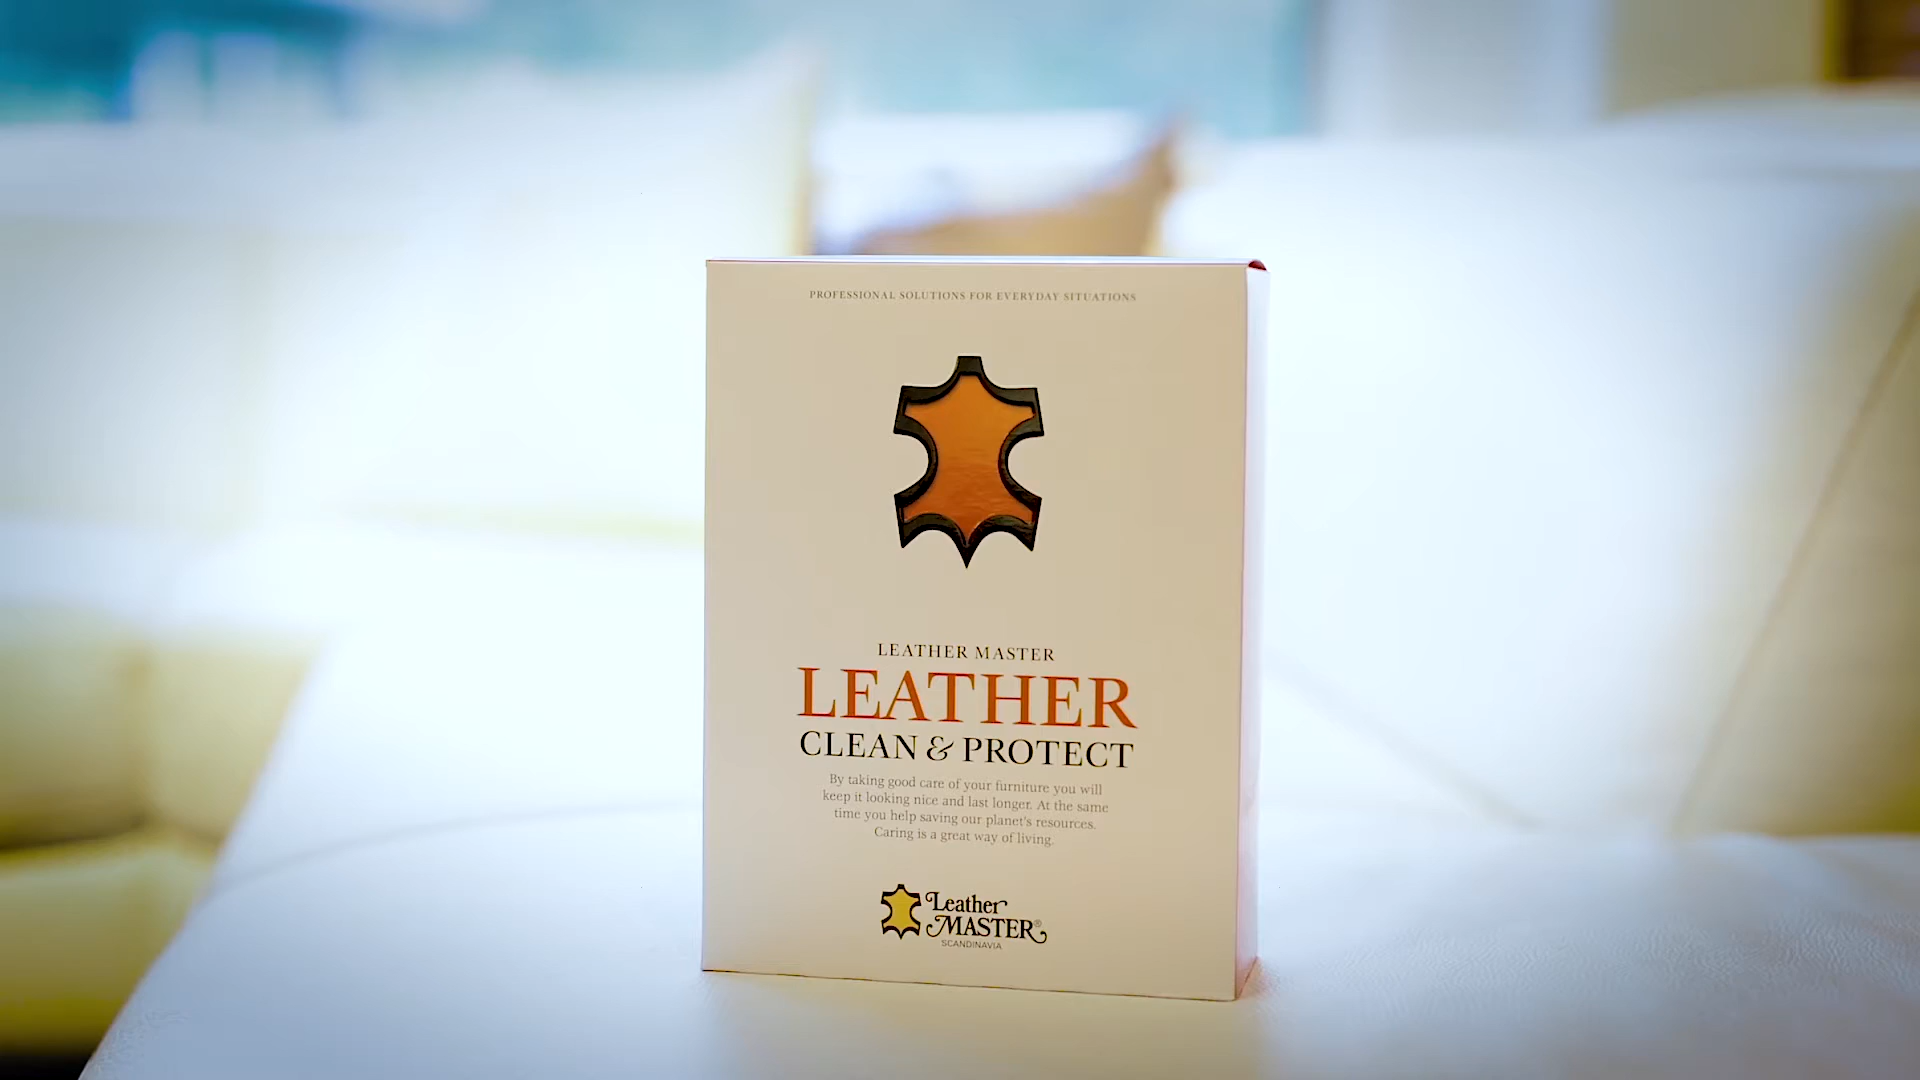 PROFESSIONAL SOLUTIONS FOR EVERYDAY SITUATIONS
LEATHER MASTER
LEATHER
CLEAN & PROTECT
By taking good care of your furniture you will
keep it looking nice and last longer. At the same
time you help saving our planet's resources.
Caring is a great way of living.
Leather
MASTER®
SCANDINAVIA